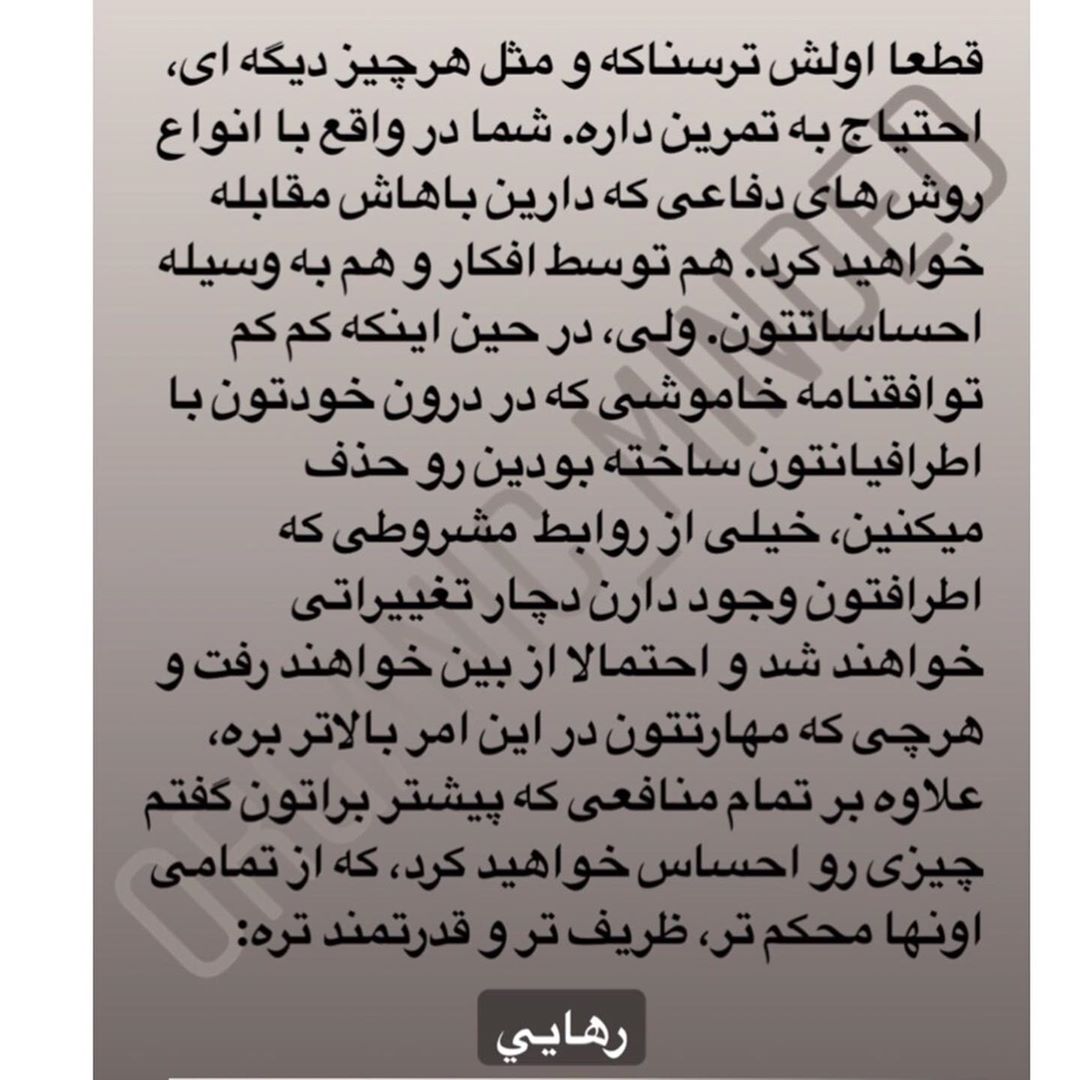 قطعا اولش ترسناکه و مثل هرچیز دیگه ای،
احتیاج به تمرین داره. شما در واقع با انواع
روش های دفاعی که دارین باهاش مقابله
خواهید کرد. هم توسط افکار و هم به وسیله
احساساتتون. ولی، در حین اینکه کم کم
توافقنامه خاموشی که در درون خودتون با
اطرافیانتون ساخته بودین رو حذف
میکنین، خیلی از روابط مشروطی که
اطرافتون وجود دارن دچار تغییراتی
خواهند شد و احتمالا از بین خواهند رفت و
هرچی که مهارتتون در این امر بالاتر بره،
علاوه بر تمام منافعی که پیشتر براتون گفتم
چیزی رو احساس خواهید کرد، که از تمامی
اونها محکم تر، ظریف تر و قدرتمند تره:
رهايي
ORGANIC_MINDED